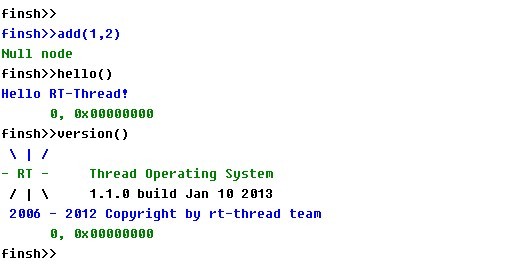 finsh>>
finsh>>add(1,2)
Null node
finsh>>hello()
Hello RT-Thread!
        0, 0x00000000
finsh>>version()
 \ | /
- RT -     Thread Operating System
 / | \     1.1.0 build Jan 10 2013
 2006 - 2012 Copyright by rt-thread team
        0, 0x00000000
finsh>>